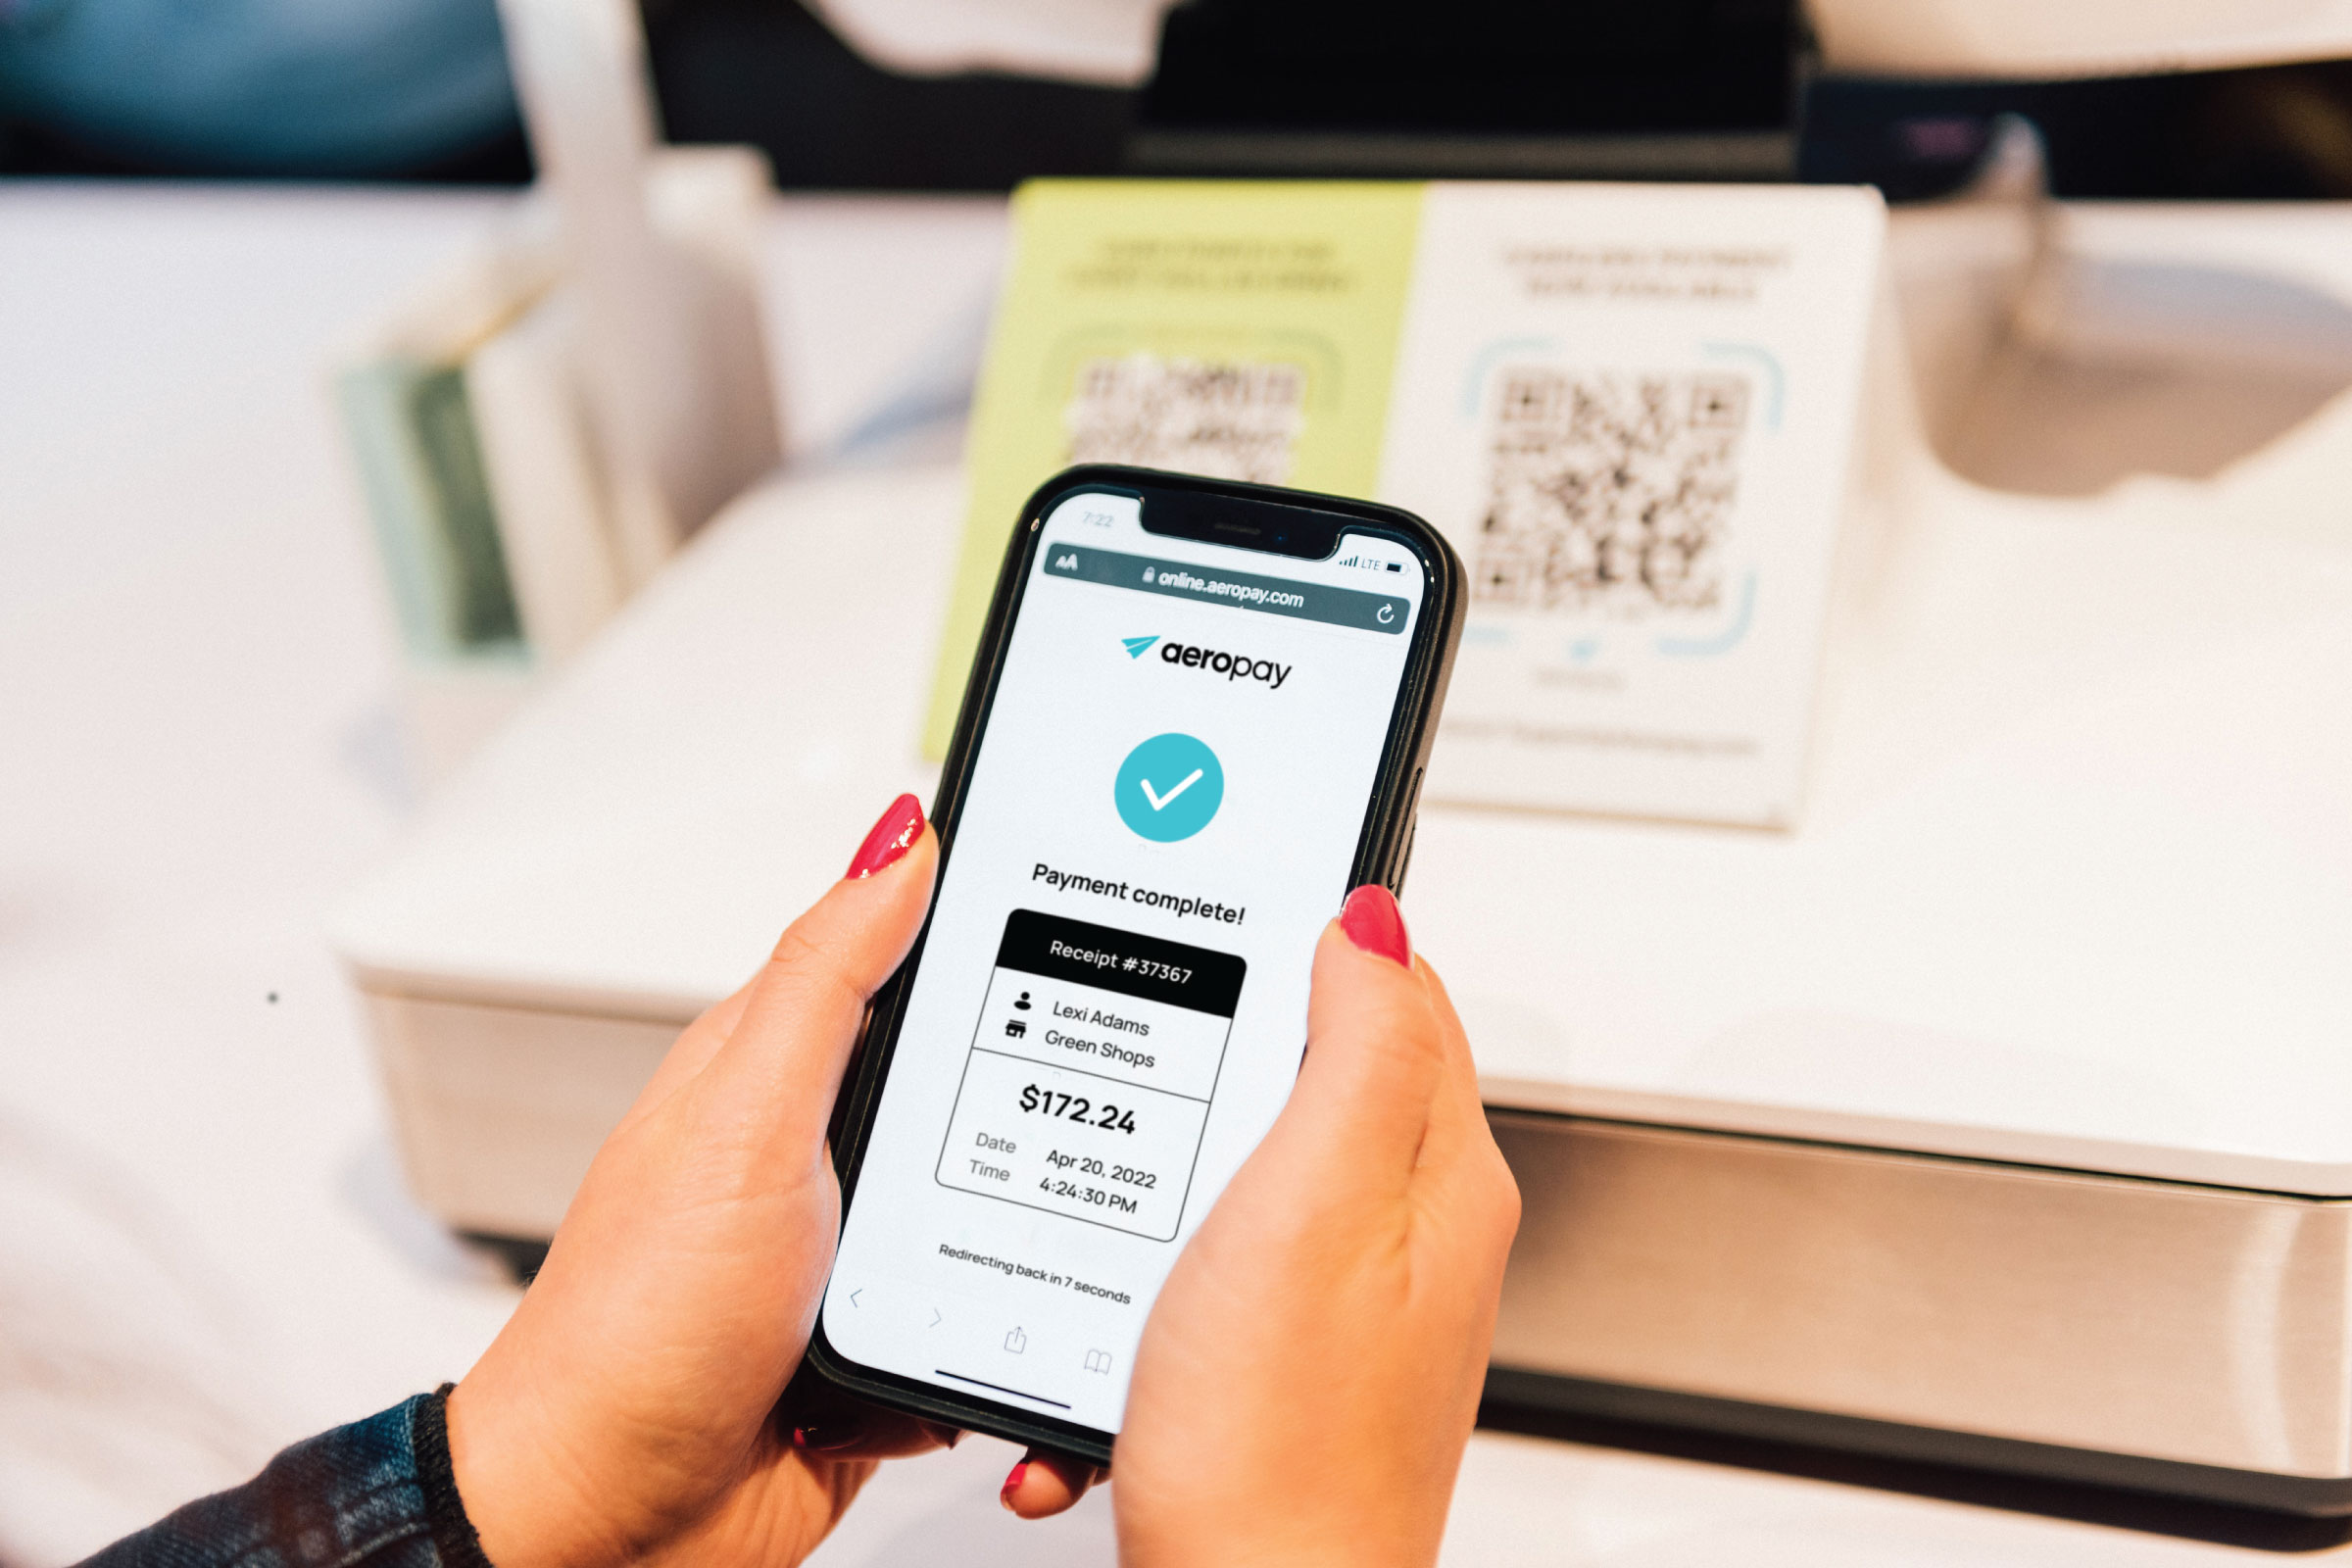 7:22
LTE
AA
online.aeropay.com
aeropay
Payment complete!
Receipt #37367
Lexi Adams
Green Shops
$172.24
Date Apr 20, 2022
Time 4:24:30 PM
Redirecting back in 7 seconds